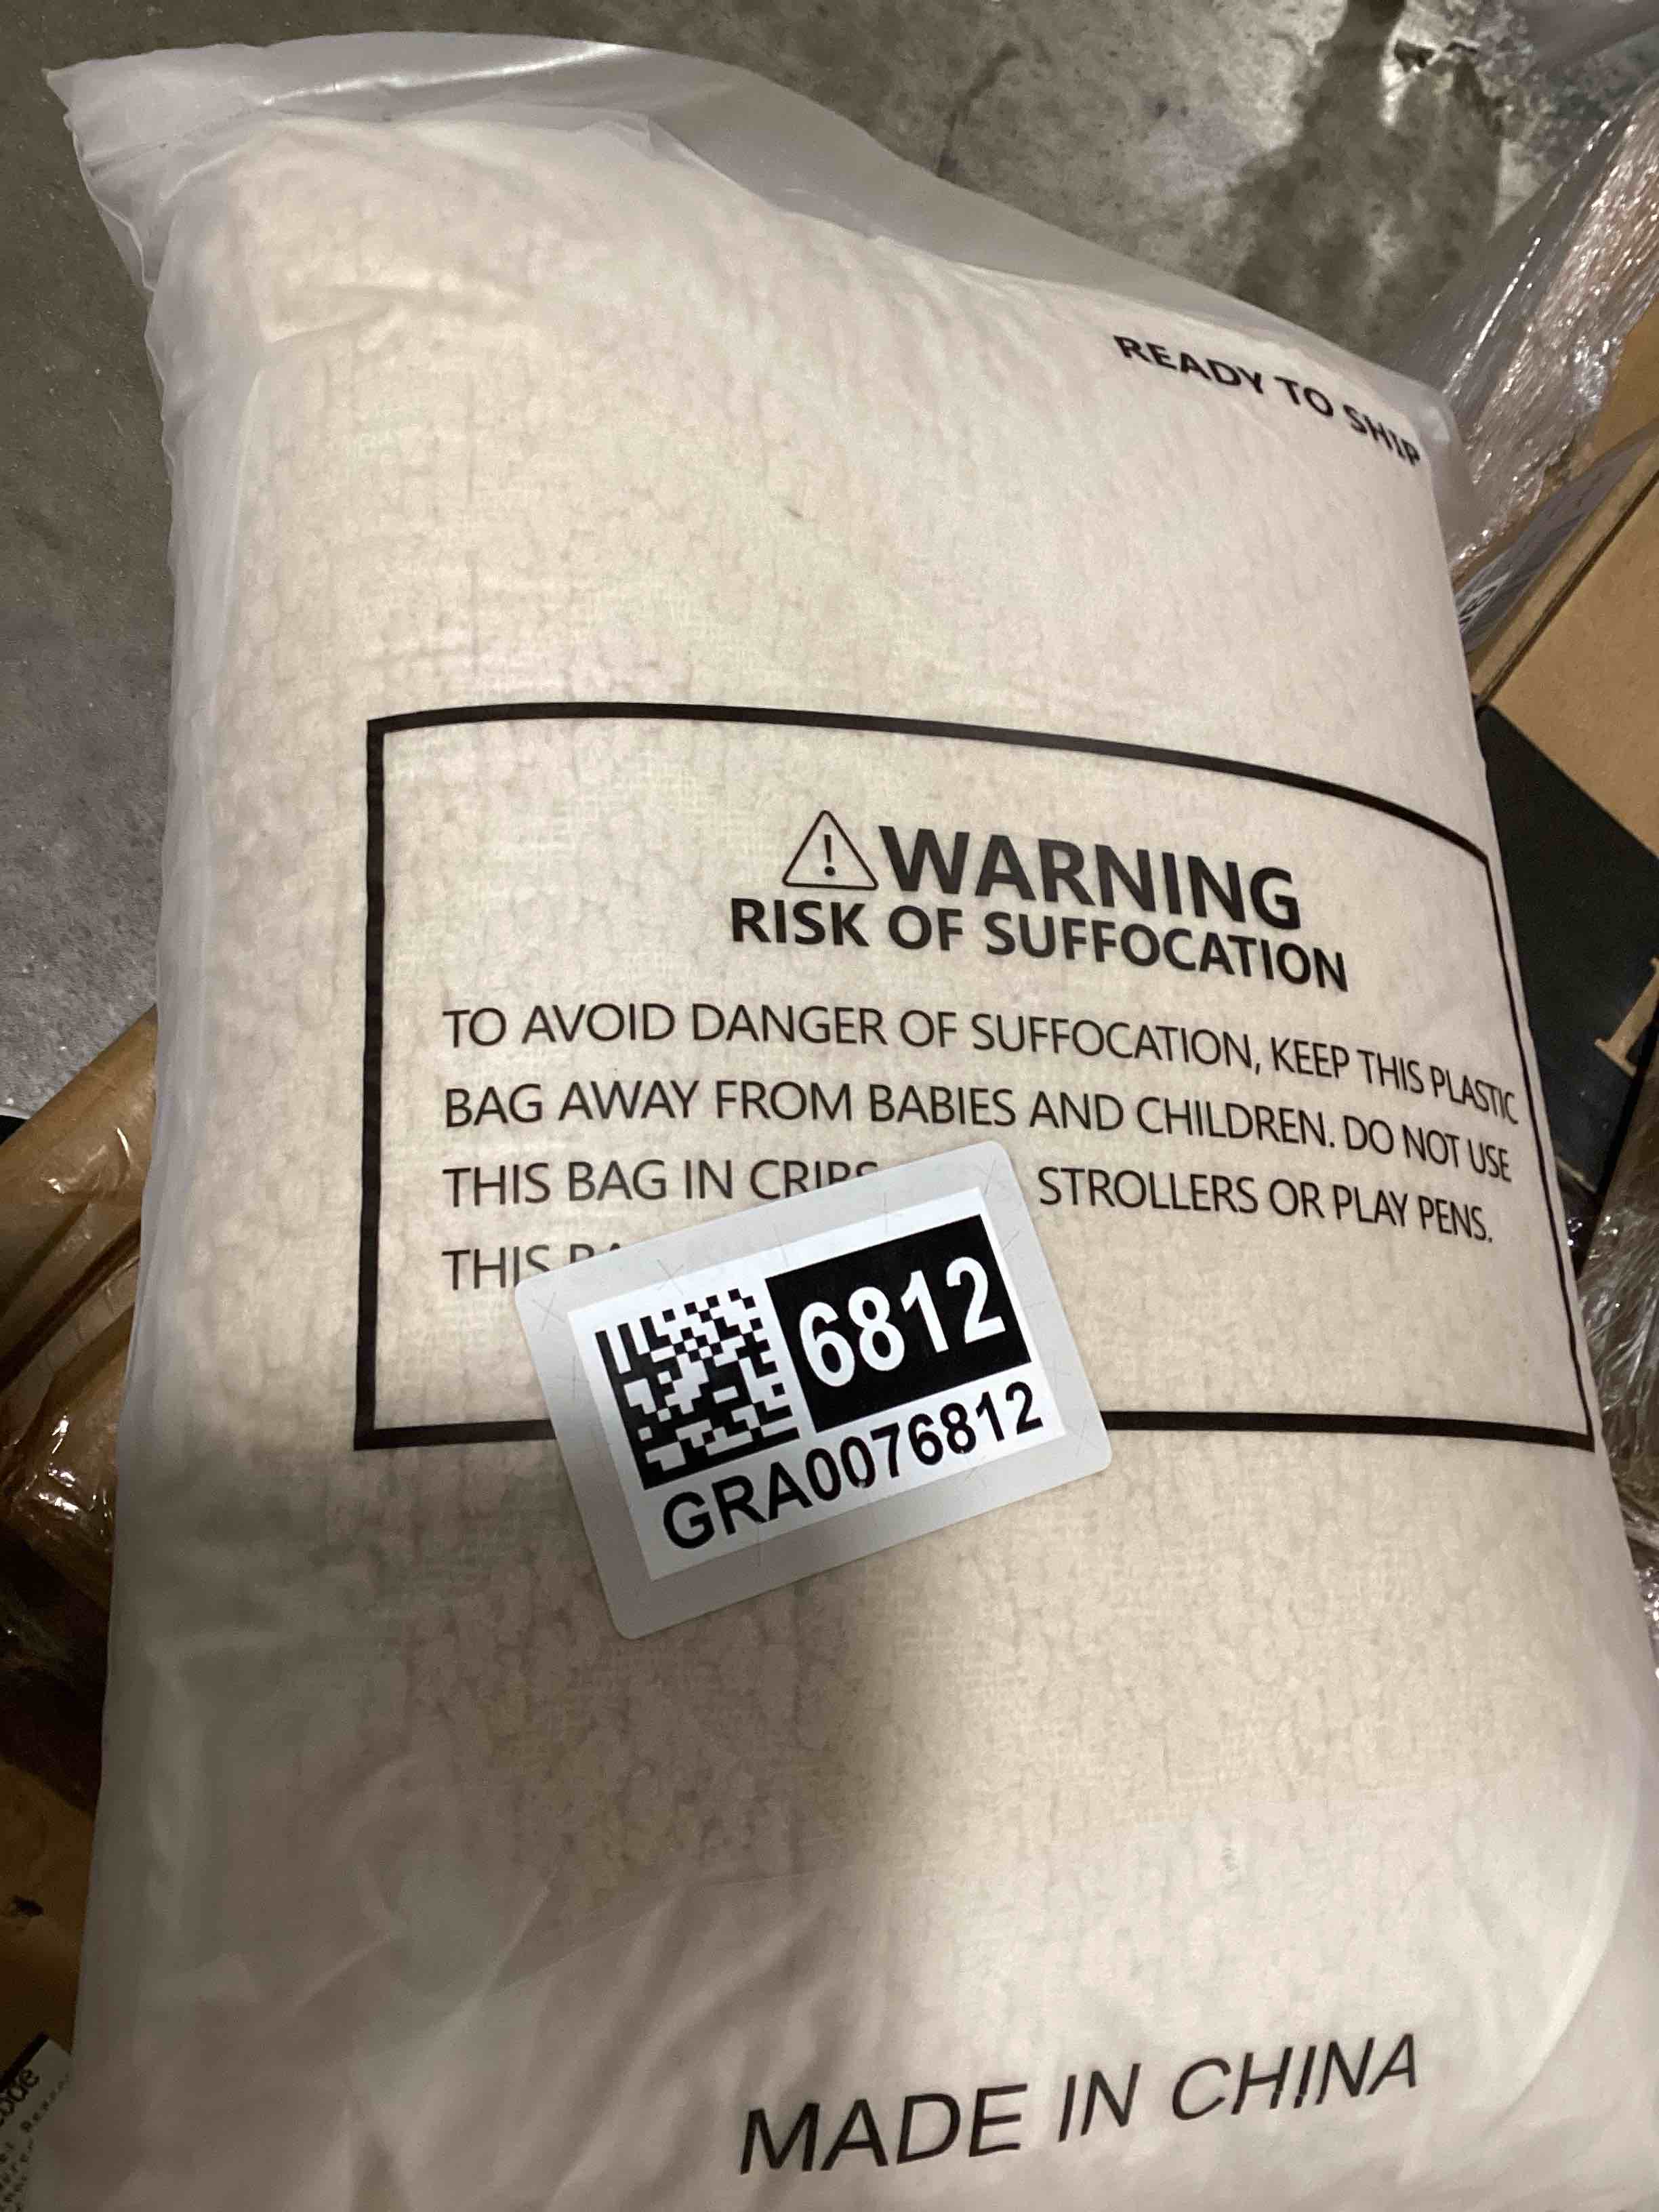 READY TO SHIP
WARNING
RISK OF SUFFOCATION
TO AVOID DANGER OF SUFFOCATION, KEEP THIS PLASTIC
BAG AWAY FROM BABIES AND CHILDREN. DO NOT USE
THIS BAG IN CRIBS STROLLERS OR PLAY PENS.
THIS
6812
GRA0076812
MADE IN CHINA